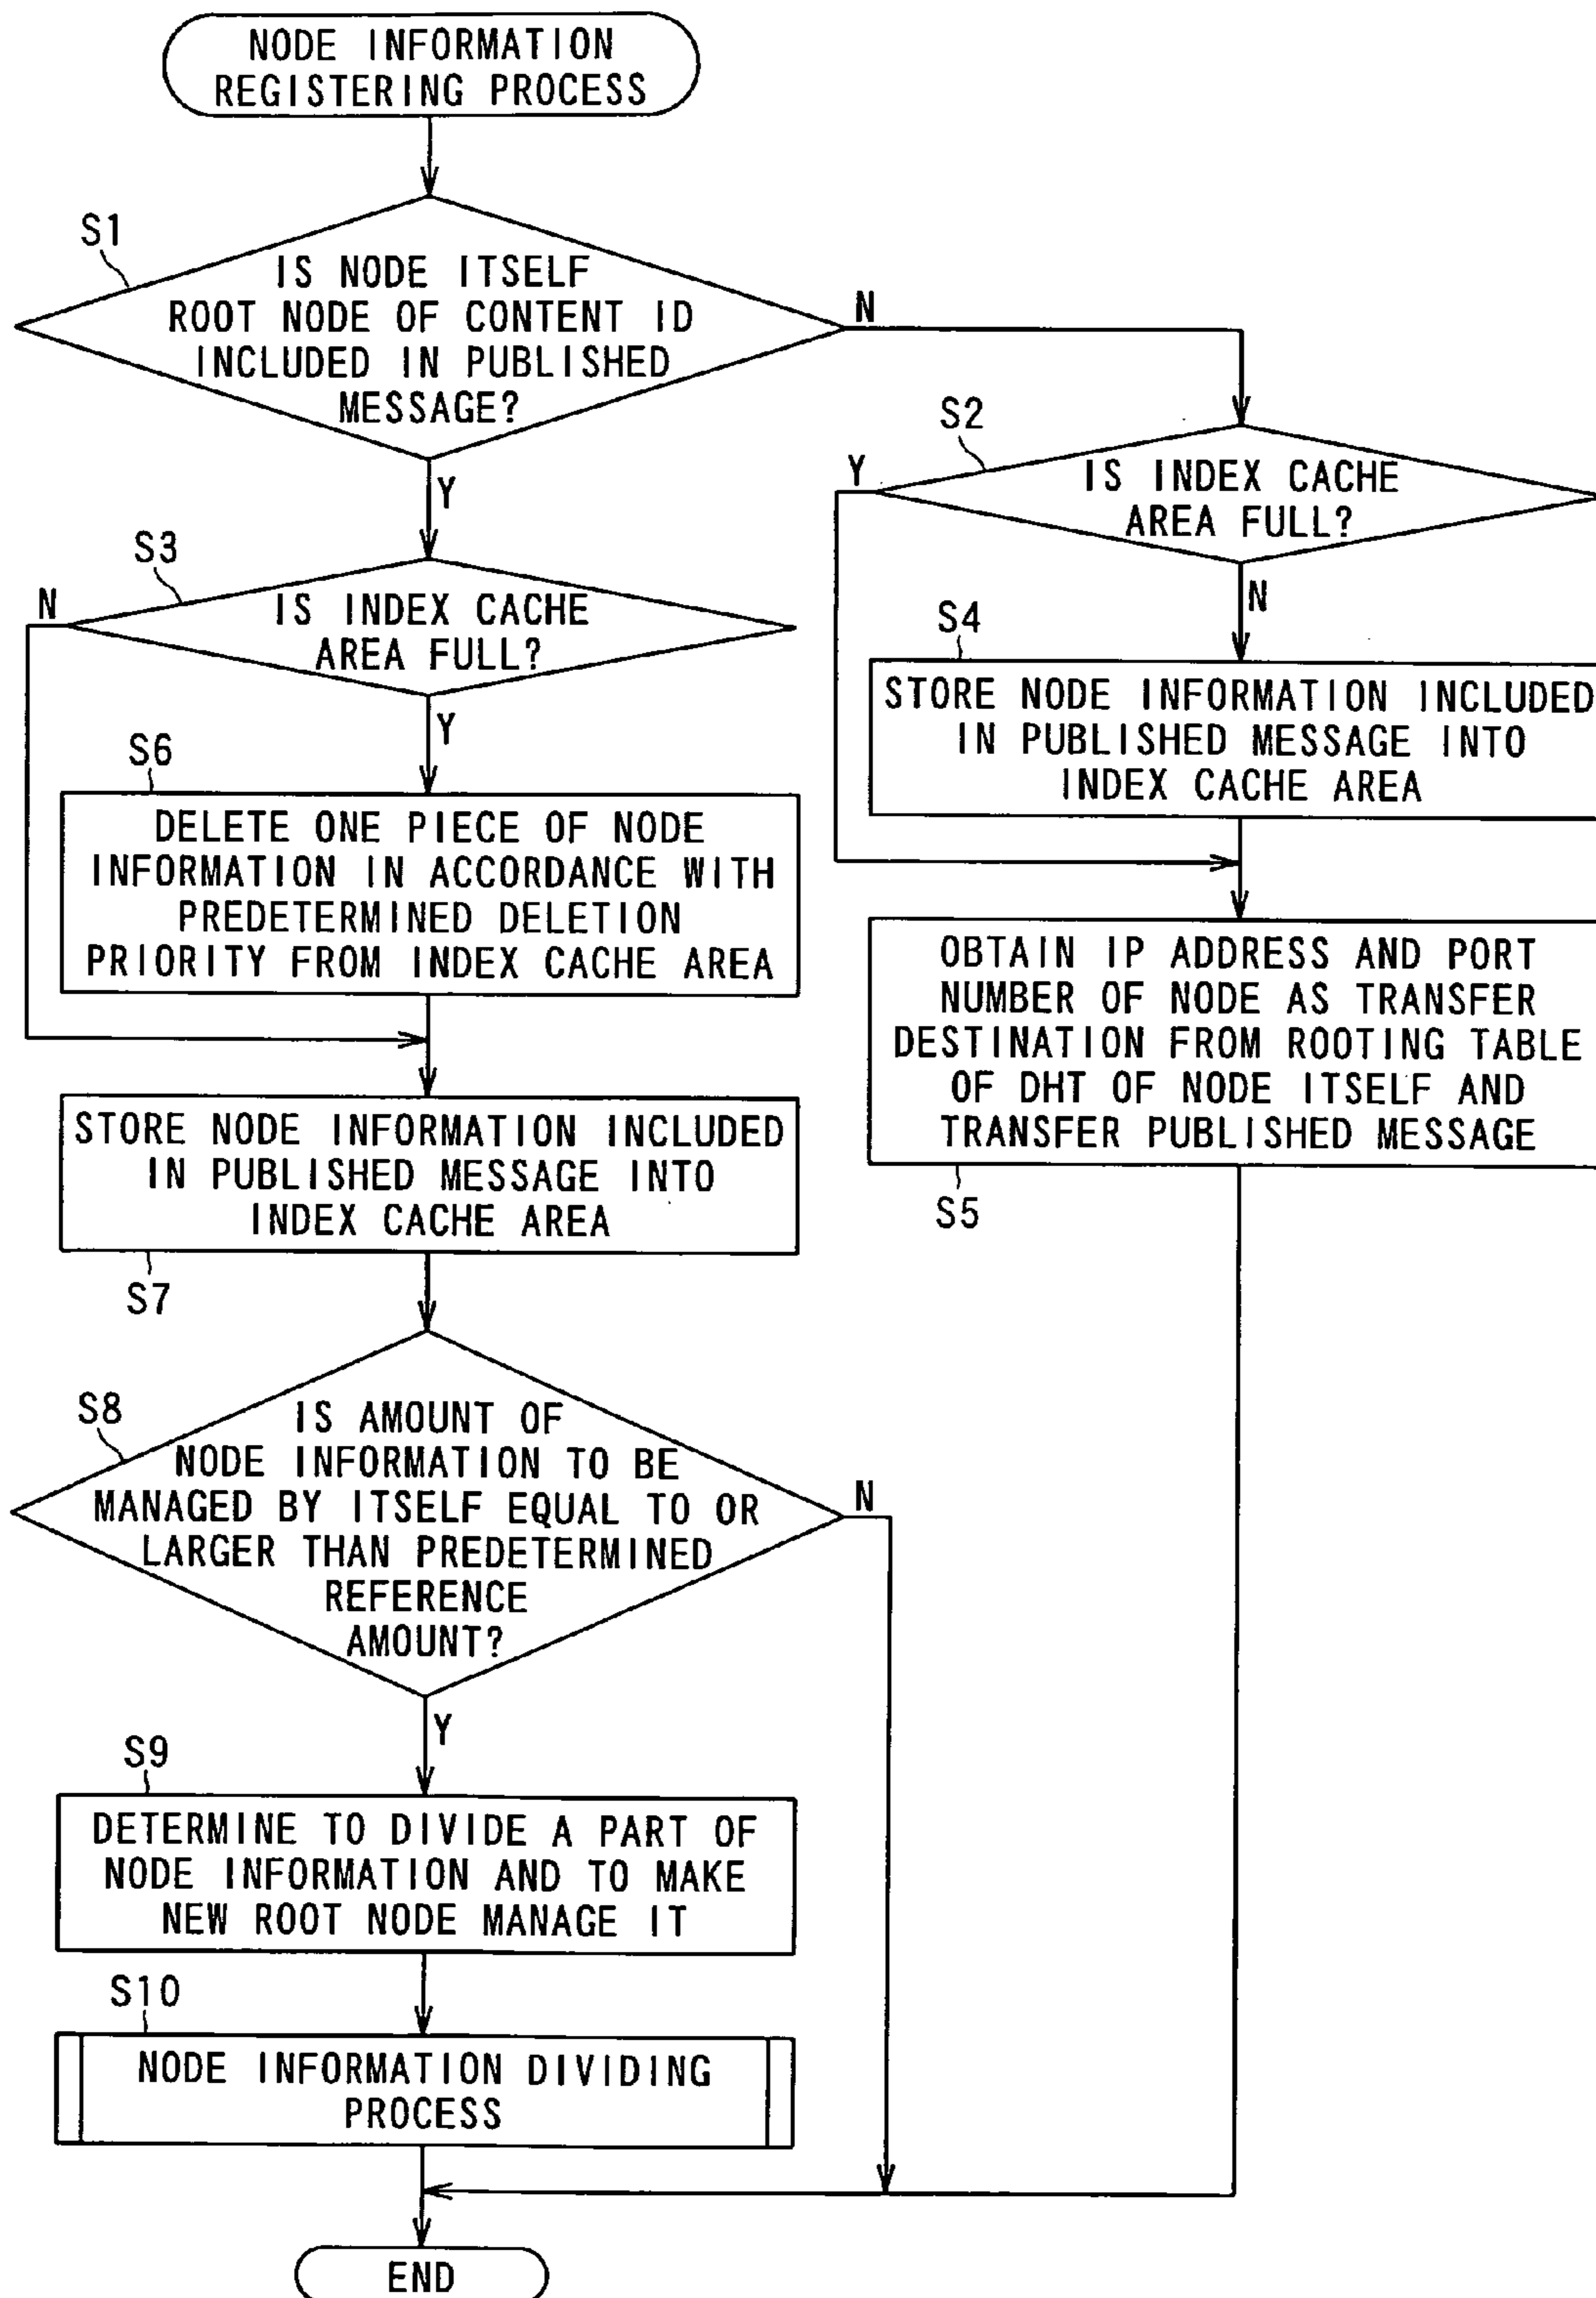 NODE INFORMATION
REGISTERING PROCESS
S1
IS NODE ITSELF
ROOT NODE OF CONTENT ID
INCLUDED IN PUBLISHED
MESSAGE?
N
Y
S2
IS INDEX CACHE
AREA FULL?
Y
N
S3
IS INDEX CACHE
AREA FULL?
N
Y
S4
STORE NODE INFORMATION INCLUDED
IN PUBLISHED MESSAGE INTO
INDEX CACHE AREA
S6
DELETE ONE PIECE OF NODE
INFORMATION IN ACCORDANCE WITH
PREDETERMINED DELETION
PRIORITY FROM INDEX CACHE AREA
OBTAIN IP ADDRESS AND PORT
NUMBER OF NODE AS TRANSFER
DESTINATION FROM ROOTING TABLE
OF DHT OF NODE ITSELF AND
TRANSFER PUBLISHED MESSAGE
S5
STORE NODE INFORMATION INCLUDED
IN PUBLISHED MESSAGE INTO
INDEX CACHE AREA
S7
S8
IS AMOUNT OF
NODE INFORMATION TO BE
MANAGED BY ITSELF EQUAL TO OR
LARGER THAN PREDETERMINED
REFERENCE
AMOUNT?
N
Y
S9
DETERMINE TO DIVIDE A PART OF
NODE INFORMATION AND TO MAKE
NEW ROOT NODE MANAGE IT
S10
NODE INFORMATION DIVIDING
PROCESS
END